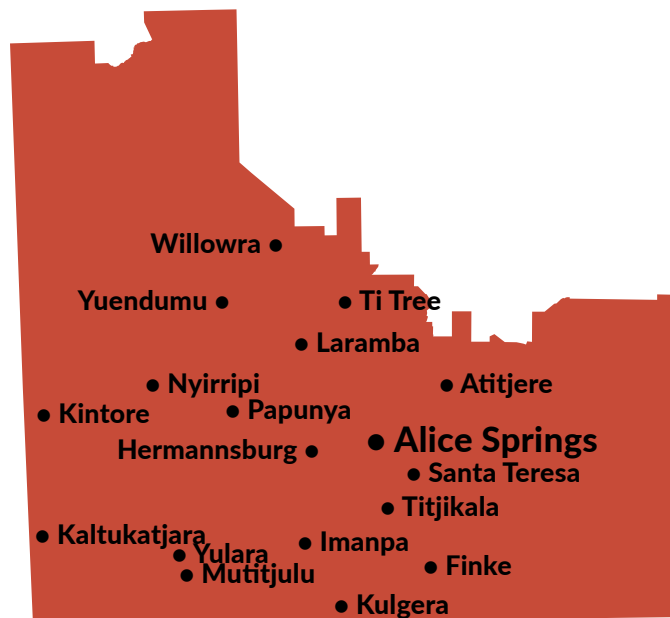 Willowra
Yuendumu
Ti Tree
Laramba
Nyirripi
Atitjere
Kintore
Papunya
Hermannsburg
Alice Springs
Santa Teresa
Titjikala
Kaltukatjara
Imanpa
Yulara
Finke
Mutitjulu
Kulgera